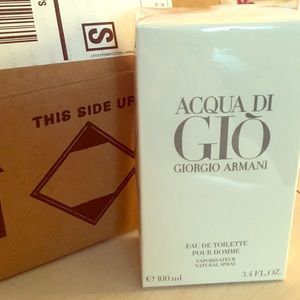 S
THIS SIDE UP
ACQUA DI
GIÒ
GIORGIO ARMANI
EAU DE TOILETTE
POUR HOMME
VAPORISATEUR
NATURAL SPRAY
℮ 100 ml 3.4 FL.OZ.